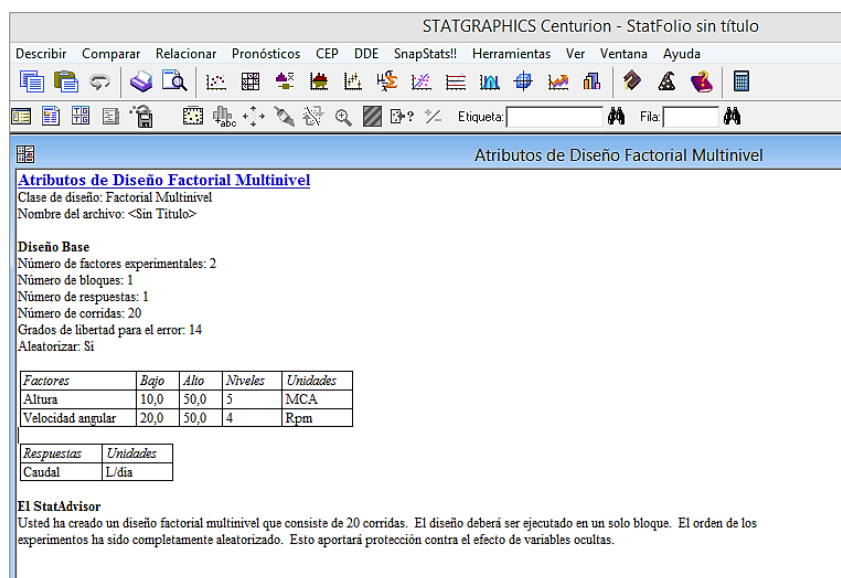 STATGRAPHICS Centurion - StatFolio sin título
Describir Comparar Relacionar Pronósticos CEP DDE SnapStats!! Herramientas Ver Ventana Ayuda
Etiqueta: Fila:
Atributos de Diseño Factorial Multinivel
Atributos de Diseño Factorial Multinivel
Clase de diseño: Factorial Multinivel
Nombre del archivo: <Sin Título>
Diseño Base
Número de factores experimentales: 2
Número de bloques: 1
Número de respuestas: 1
Número de corridas: 20
Grados de libertad para el error: 14
Aleatorizar: Si
Factores Bajo Alto Niveles Unidades
Altura 10,0 50,0 5 MCA
Velocidad angular 20,0 50,0 4 Rpm
Respuestas Unidades
Caudal L/dia
El StatAdvisor
Usted ha creado un diseño factorial multinivel que consiste de 20 corridas. El diseño deberá ser ejecutado en un solo bloque. El orden de los
experimentos ha sido completamente aleatorizado. Esto aportará protección contra el efecto de variables ocultas.